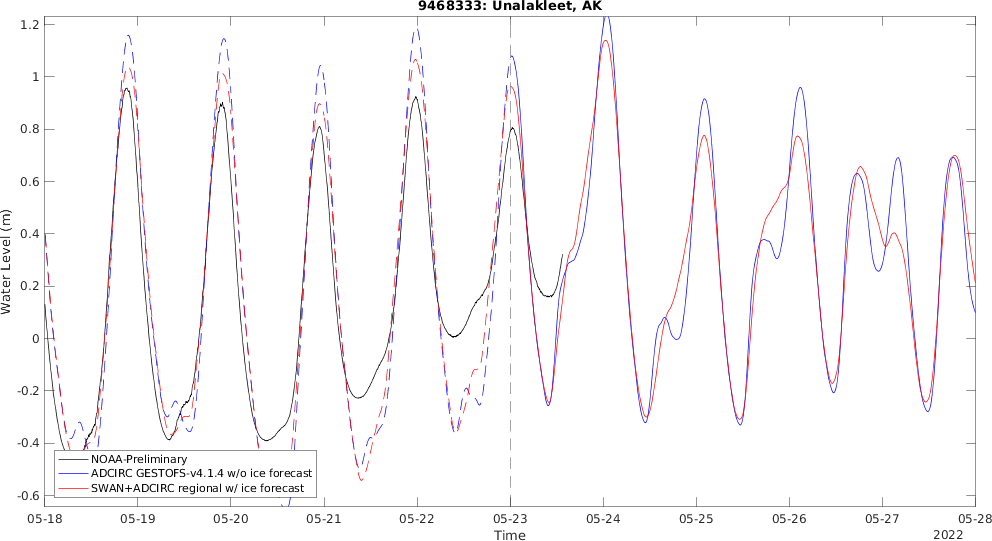 9468333: Unalakleet, AK
1.2
1
0.8
0.6
0.4
0.2
0
-0.2
-0.4
-0.6
Water Level (m)
NOAA-Preliminary
ADCIRC GESTOFS-v4.1.4 w/o ice forecast
SWAN+ADCIRC regional w/ ice forecast
05-18 05-19 05-20 05-21 05-22 05-23 05-24 05-25 05-26 05-27 05-28
Time
2022